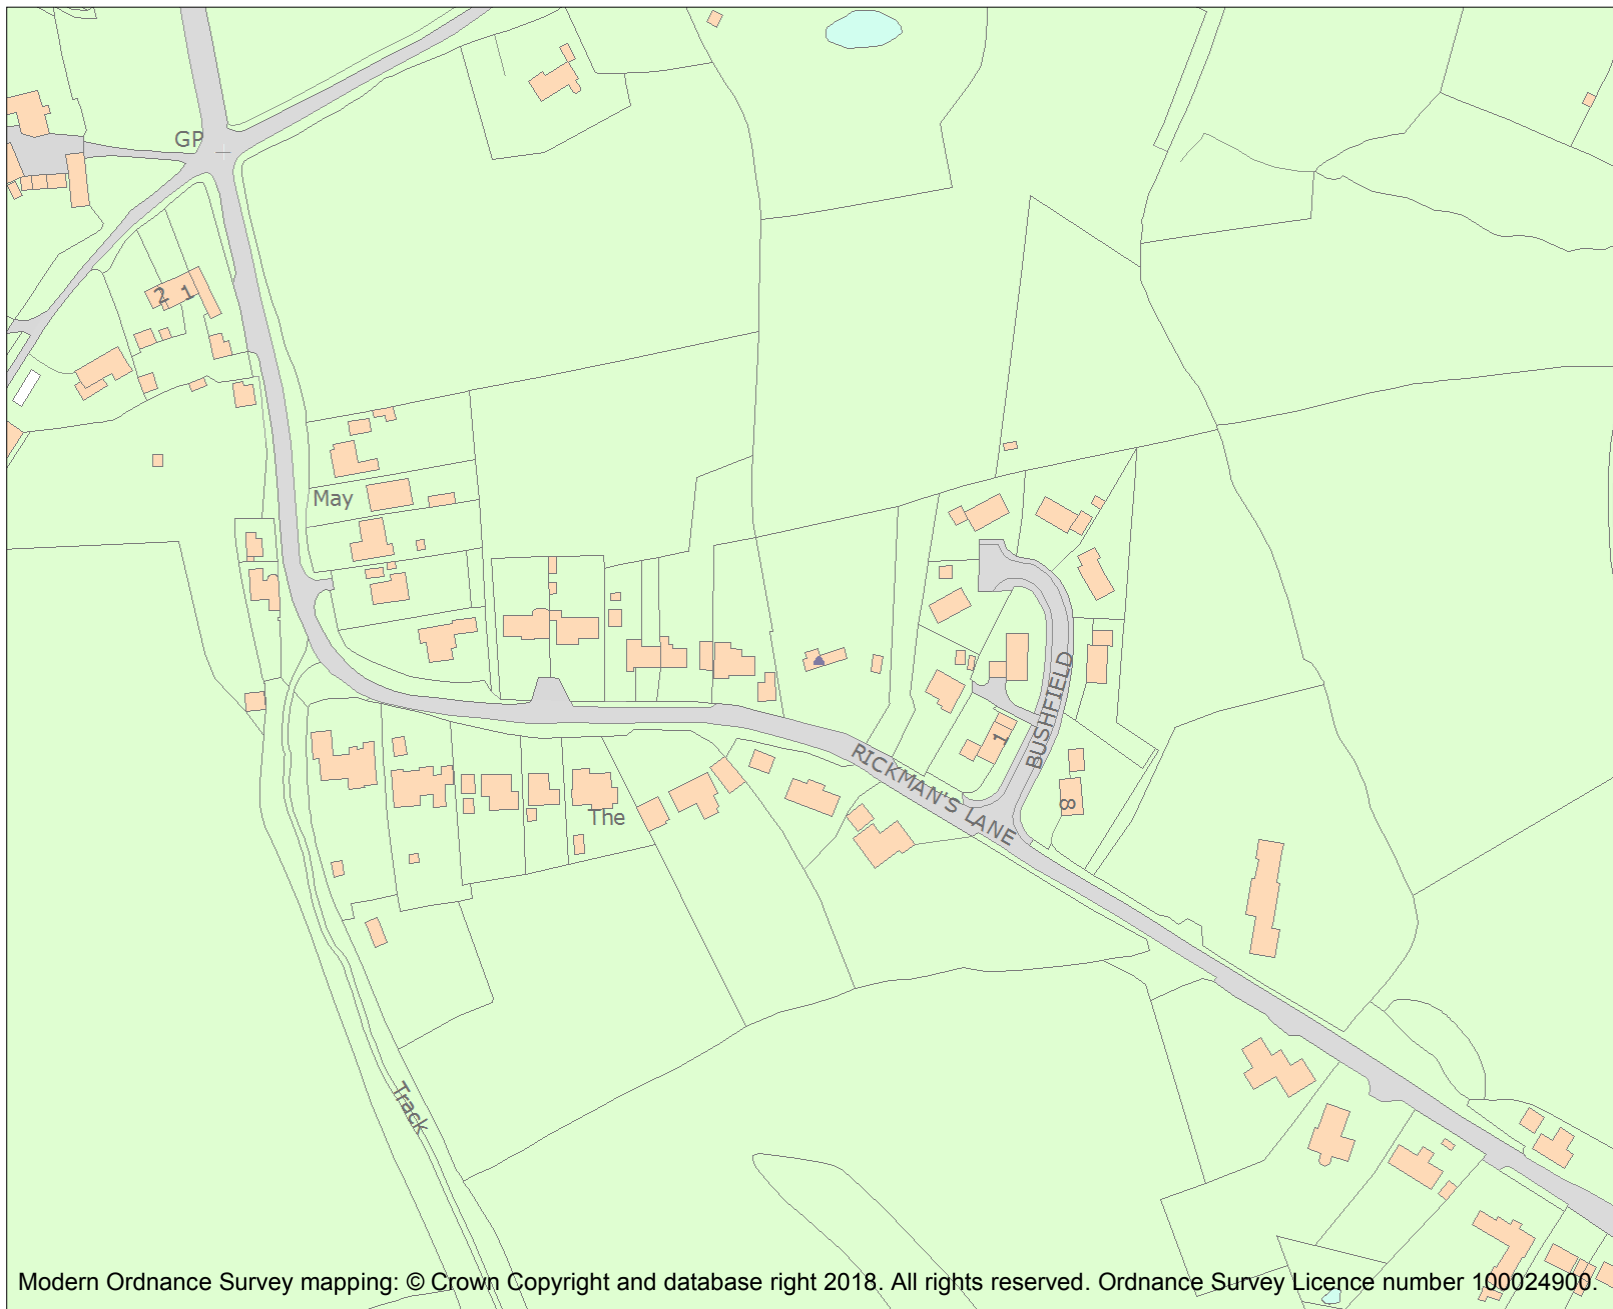 GP
2 1
May
BUSHFIELD
1
RICKMAN'S LANE
8
The
Track
Modern Ordnance Survey mapping: © Crown Copyright and database right 2018. All rights reserved. Ordnance Survey Licence number 100024900.